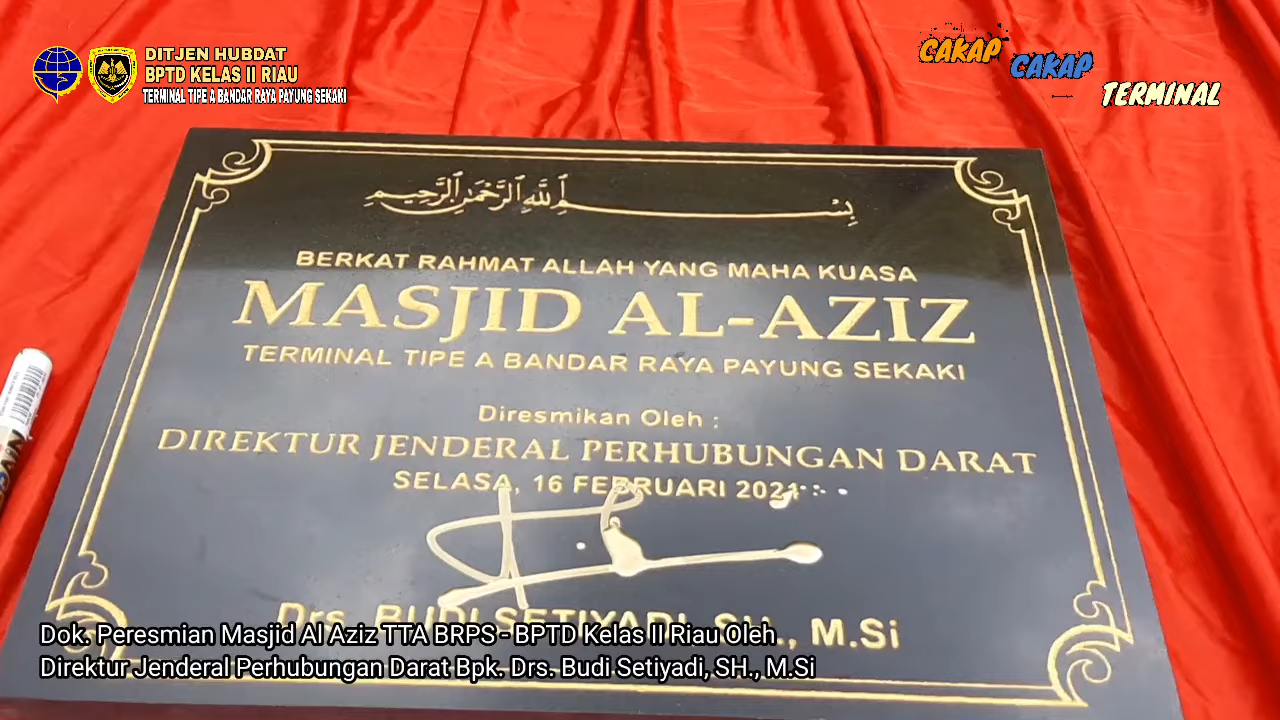 DITJEN HUBDAT
BPTD KELAS II RIAU
TERMINAL TIPE A BANDAR RAYA PAYUNG SEKAKI
CAKAP
CAKAP
TERMINAL
بِسْمِ اللَّهِ الرَّحْمَٰنِ الرَّحِيمِ
BERKAT RAHMAT ALLAH YANG MAHA KUASA
MASJID AL-AZIZ
TERMINAL TIPE A BANDAR RAYA PAYUNG SEKAKI
Diresmikan Oleh :
DIREKTUR JENDERAL PERHUBUNGAN DARAT
SELASA, 16 FEBRUARI 2021
Drs. BUDI SETIYADI, SH., M.Si
Dok. Peresmian Masjid Al Aziz TTA BRPS - BPTD Kelas II Riau Oleh
Direktur Jenderal Perhubungan Darat Bpk. Drs. Budi Setiyadi, SH., M.Si